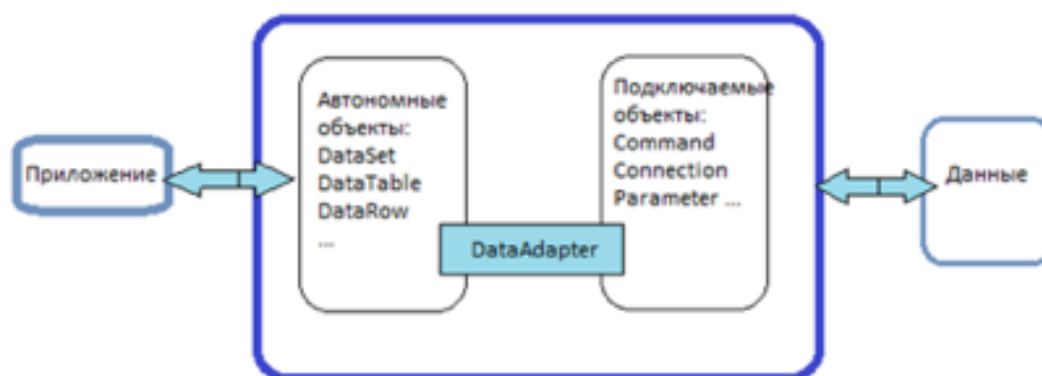 Приложение
Автономные
объекты:
DataSet
DataTable
DataRow
...
DataAdapter
Подключаемые
объекты:
Command
Connection
Parameter ...
Данные